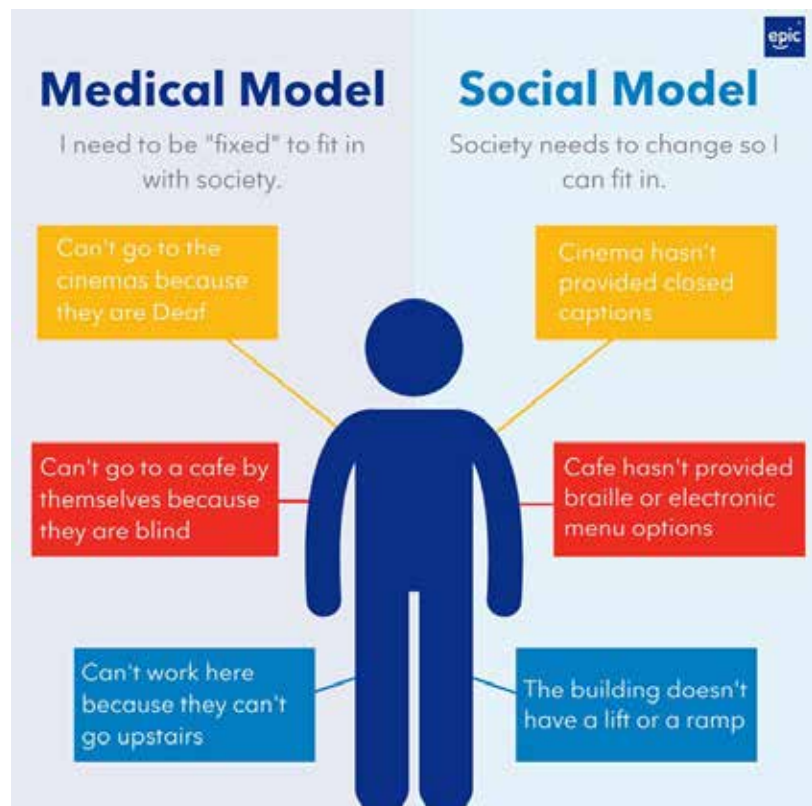 epic
Medical Model
I need to be "fixed" to fit in
with society.
Can't go to the
cinemas because
they are Deaf
Can't go to a cafe by
themselves because
they are blind
Can't work here
because they can't
go upstairs
Social Model
Society needs to change so I
can fit in.
Cinema hasn't
provided closed
captions
Cafe hasn't provided
braille or electronic
menu options
The building doesn't
have a lift or a ramp